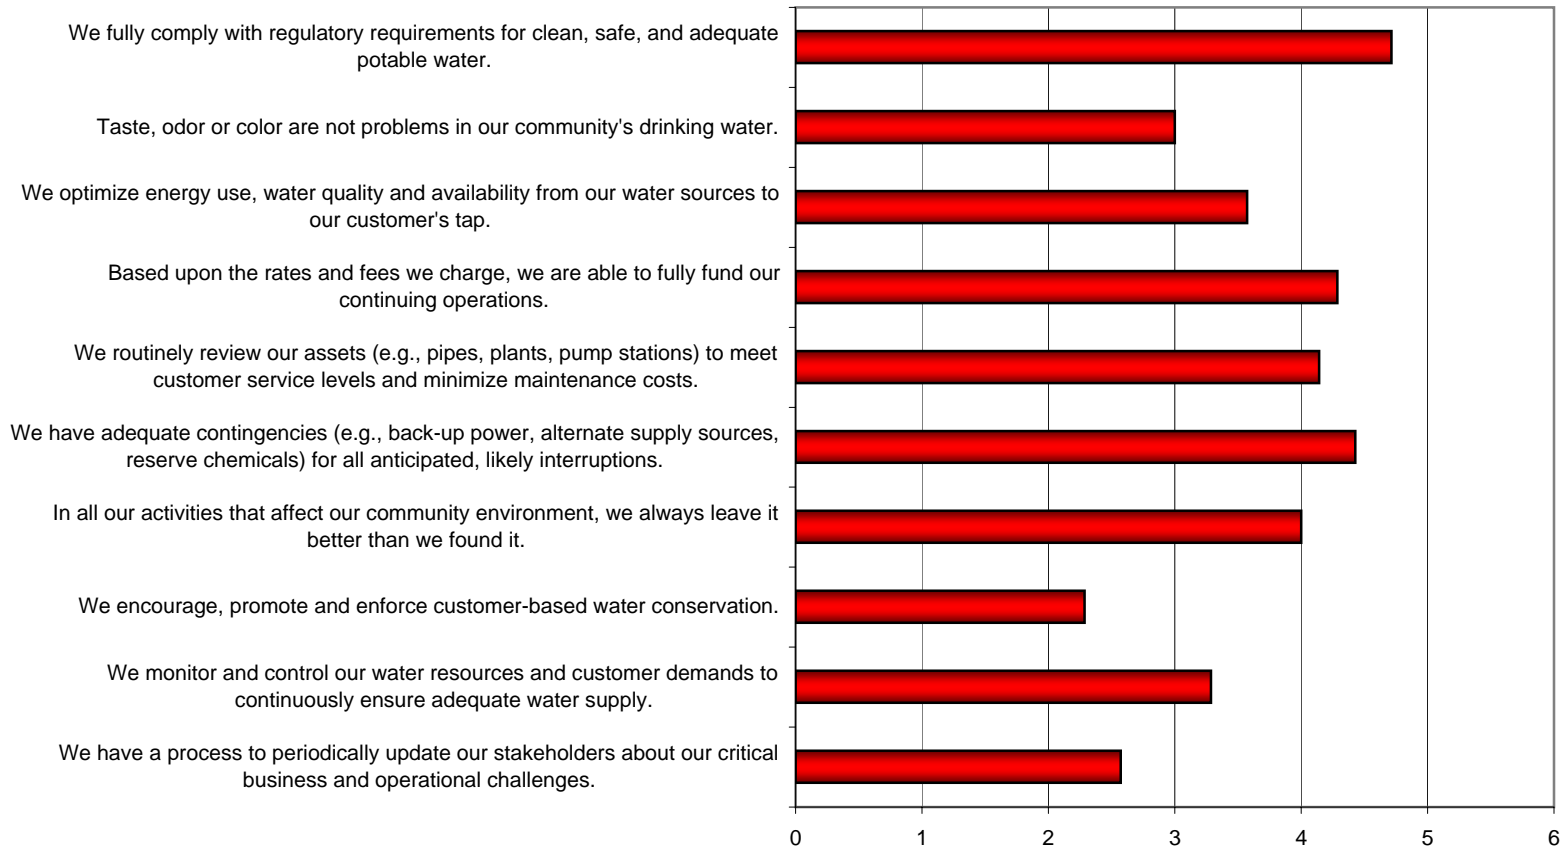 We fully comply with regulatory requirements for clean, safe, and adequate
potable water.
Taste, odor or color are not problems in our community's drinking water.
We optimize energy use, water quality and availability from our water sources to
our customer's tap.
Based upon the rates and fees we charge, we are able to fully fund our
continuing operations.
We routinely review our assets (e.g., pipes, plants, pump stations) to meet
customer service levels and minimize maintenance costs.
We have adequate contingencies (e.g., back-up power, alternate supply sources,
reserve chemicals) for all anticipated, likely interruptions.
In all our activities that affect our community environment, we always leave it
better than we found it.
We encourage, promote and enforce customer-based water conservation.
We monitor and control our water resources and customer demands to
continuously ensure adequate water supply.
We have a process to periodically update our stakeholders about our critical
business and operational challenges.
0 1 2 3 4 5 6